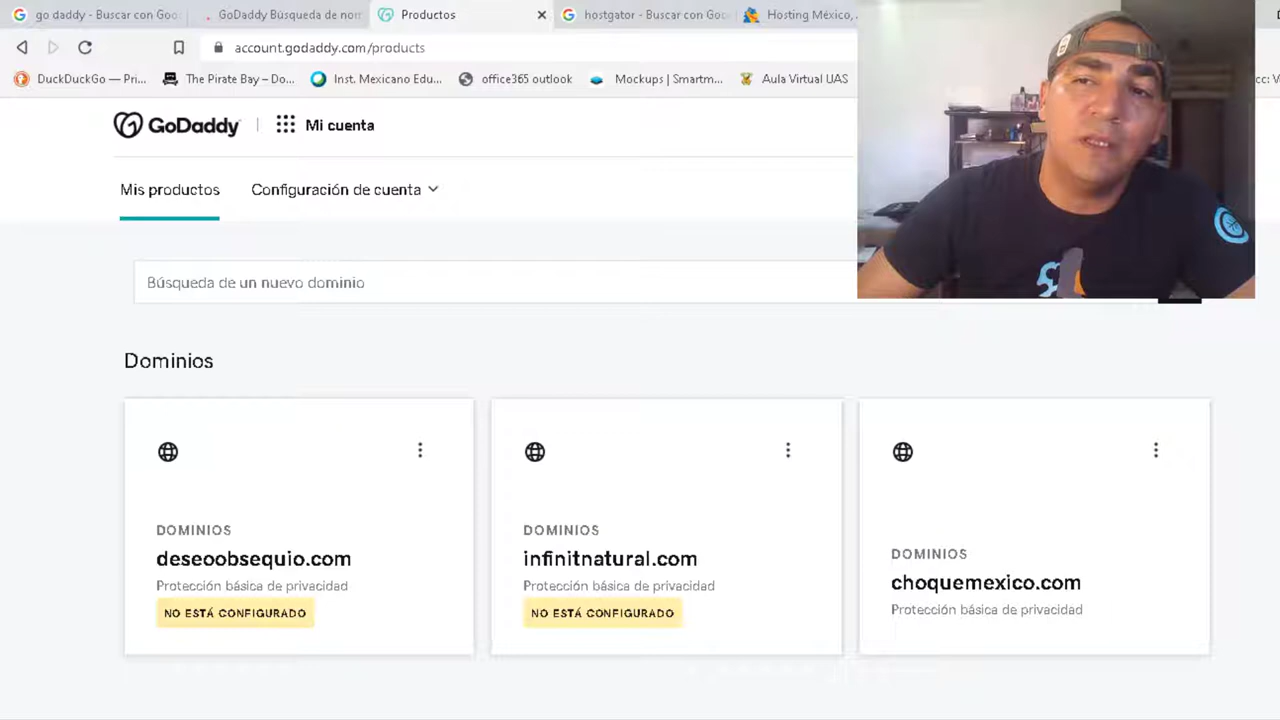 go daddy - Buscar con Goo
GoDaddy Búsqueda de nom
Productos
hostgator - Buscar con Goo
Hosting México,
account.godaddy.com/products
DuckDuckGo — Pri...
The Pirate Bay – Do...
Inst. Mexicano Edu...
office365 outlook
Mockups | Smartm...
Aula Virtual UAS
cc: V
GoDaddy
Mi cuenta
Mis productos
Configuración de cuenta
Búsqueda de un nuevo dominio
Dominios
DOMINIOS
deseoobsequio.com
Protección básica de privacidad
NO ESTÁ CONFIGURADO
DOMINIOS
infinitnatural.com
Protección básica de privacidad
NO ESTÁ CONFIGURADO
DOMINIOS
choquemexico.com
Protección básica de privacidad